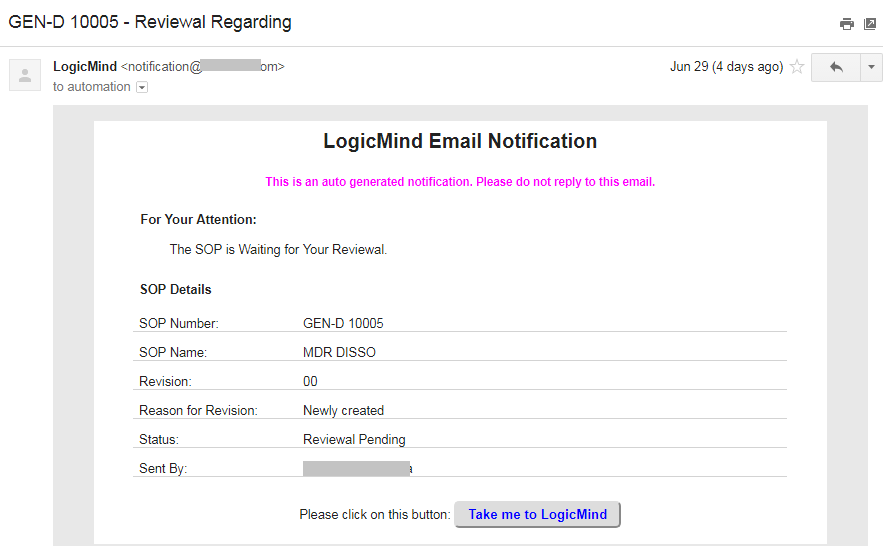 GEN-D 10005 - Reviewal Regarding
LogicMind <notification@ om>
Jun 29 (4 days ago)
to automation
LogicMind Email Notification
This is an auto generated notification. Please do not reply to this email.
For Your Attention:
The SOP is Waiting for Your Reviewal.
SOP Details
SOP Number: GEN-D 10005
SOP Name: MDR DISSO
Revision: 00
Reason for Revision: Newly created
Status: Reviewal Pending
Sent By:
Please click on this button: Take me to LogicMind